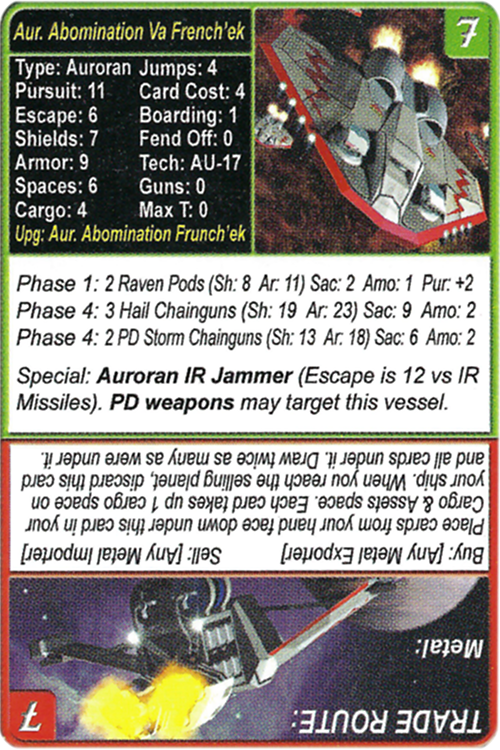 Aur. Abomination Va French'ek
7
Type: Auroran Jumps: 4
Pursuit: 11 Card Cost: 4
Escape: 6 Boarding: 1
Shields: 7 Fend Off: 0
Armor: 9 Tech: AU-17
Spaces: 6 Guns: 0
Cargo: 4 Max T: 0
Upg: Aur. Abomination Frunch'ek
Phase 1: 2 Raven Pods (Sh: 8 Ar: 11) Sac: 2 Amo: 1 Pur: +2
Phase 4: 3 Hail Chainguns (Sh: 19 Ar: 23) Sac: 9 Amo: 2
Phase 4: 2 PD Storm Chainguns (Sh: 13 Ar: 18) Sac: 6 Amo: 2
Special: Auroran IR Jammer (Escape is 12 vs IR
Missiles). PD weapons may target this vessel.
TRADE ROUTE:
7
Metal:
Buy: [Any Metal Exporter] Sell: [Any Metal Importer]
Place cards from your hand face down under this card in your
Cargo & Assets space. Each card takes up 1 cargo space on
your ship. When you reach the selling planet, discard this card
and all cards under it. Draw twice as many as were under it.